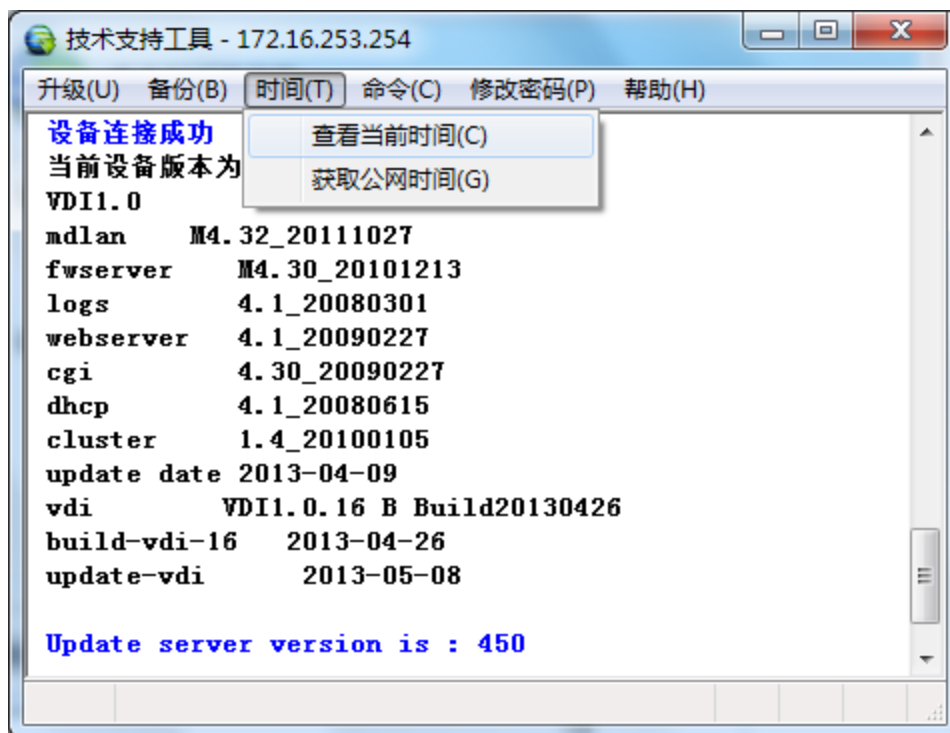 技术支持工具 - 172.16.253.254
升级(U) 备份(B) 时间(T) 命令(C) 修改密码(P) 帮助(H)
设备连接成功
查看当前时间(C)
当前设备版本为
获取公网时间(G)
VDI1.0
mdlan M4.32_20111027
fwserver M4.30_20101213
logs 4.1_20080301
webserver 4.1_20090227
cgi 4.30_20090227
dhcp 4.1_20080615
cluster 1.4_20100105
update date 2013-04-09
vdi VDI1.0.16 B Build20130426
build-vdi-16 2013-04-26
update-vdi 2013-05-08
Update server version is : 450